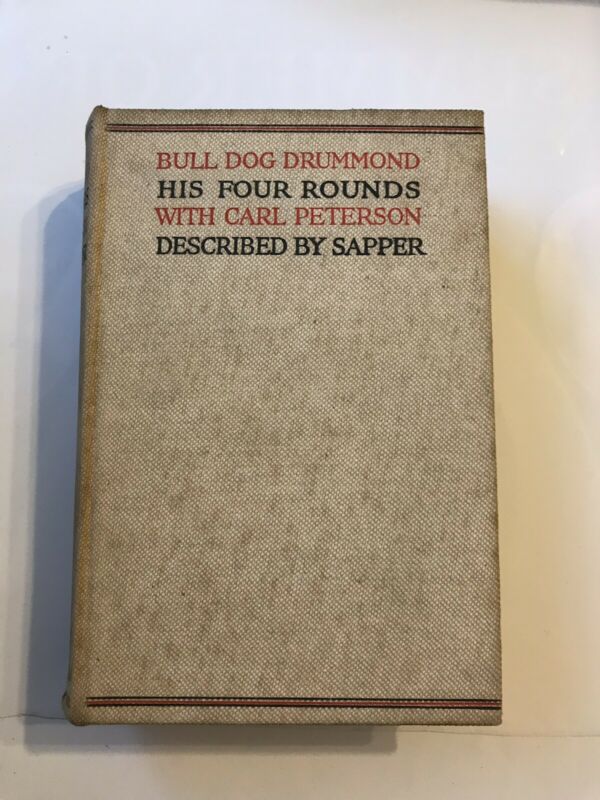 BULL DOG DRUMMOND
HIS FOUR ROUNDS
WITH CARL PETERSON
DESCRIBED BY SAPPER